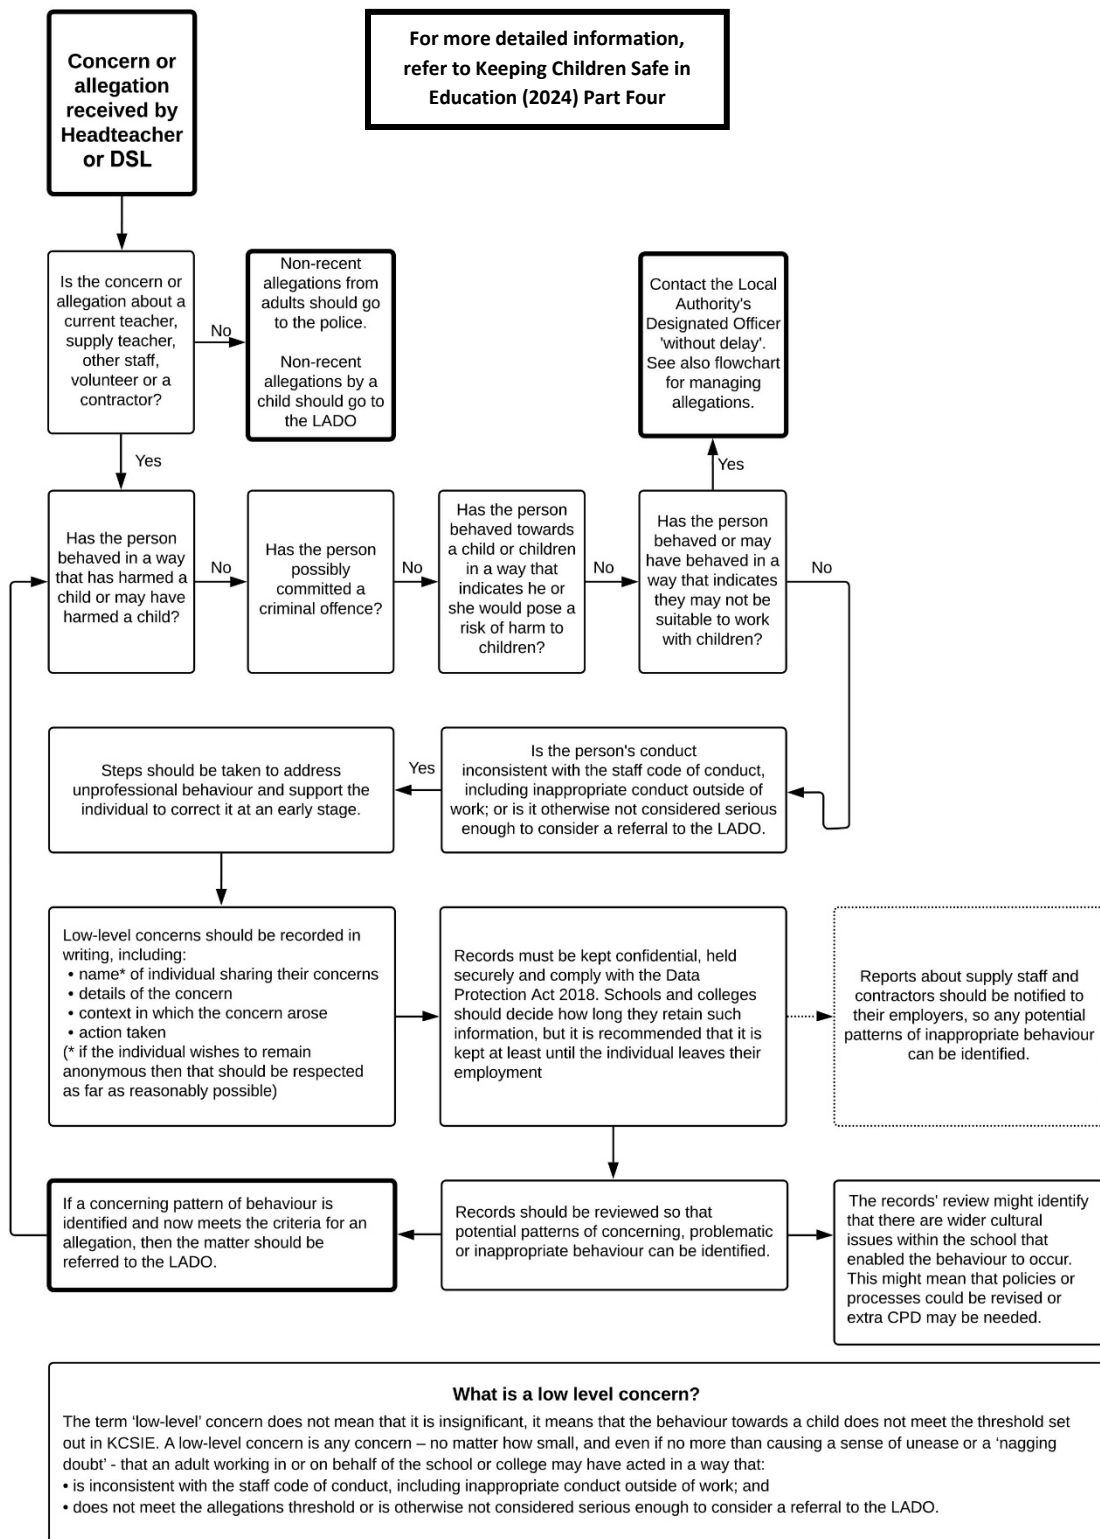 Concern or
allegation
received by
Headteacher
or DSL
For more detailed information,
refer to Keeping Children Safe in
Education (2024) Part Four
Is the concern or
allegation about a
current teacher,
supply teacher,
other staff,
volunteer or a
contractor?
No
Non-recent
allegations from
adults should go
to the police.
Non-recent
allegations by a
child should go to
the LADO
Contact the Local
Authority's
Designated Officer
'without delay'.
See also flowchart
for managing
allegations.
Yes
Yes
Has the person
behaved in a way
that has harmed a
child or may have
harmed a child?
No
Has the person
possibly
committed a
criminal offence?
No
Has the person
behaved towards
a child or children
in a way that
indicates he or
she would pose a
risk of harm to
children?
No
Has the person
behaved or may
have behaved in a
way that indicates
they may not be
suitable to work
with children?
No
Steps should be taken to address
unprofessional behaviour and support the
individual to correct it at an early stage.
Yes
Is the person's conduct
inconsistent with the staff code of conduct,
including inappropriate conduct outside of
work; or is it otherwise not considered serious
enough to consider a referral to the LADO.
Low-level concerns should be recorded in
writing, including:
• name* of individual sharing their concerns
• details of the concern
• context in which the concern arose
• action taken
(* if the individual wishes to remain
anonymous then that should be respected
as far as reasonably possible)
Records must be kept confidential, held
securely and comply with the Data
Protection Act 2018. Schools and colleges
should decide how long they retain such
information, but it is recommended that it is
kept at least until the individual leaves their
employment
Reports about supply staff and
contractors should be notified to
their employers, so any potential
patterns of inappropriate behaviour
can be identified.
If a concerning pattern of behaviour is
identified and now meets the criteria for an
allegation, then the matter should be
referred to the LADO.
Records should be reviewed so that
potential patterns of concerning, problematic
or inappropriate behaviour can be identified.
The records' review might identify
that there are wider cultural
issues within the school that
enabled the behaviour to occur.
This might mean that policies or
processes could be revised or
extra CPD may be needed.
What is a low level concern?
The term ‘low-level’ concern does not mean that it is insignificant, it means that the behaviour towards a child does not meet the threshold set
out in KCSIE. A low-level concern is any concern – no matter how small, and even if no more than causing a sense of unease or a ‘nagging
doubt’ - that an adult working in or on behalf of the school or college may have acted in a way that:
• is inconsistent with the staff code of conduct, including inappropriate conduct outside of work; and
• does not meet the allegations threshold or is otherwise not considered serious enough to consider a referral to the LADO.